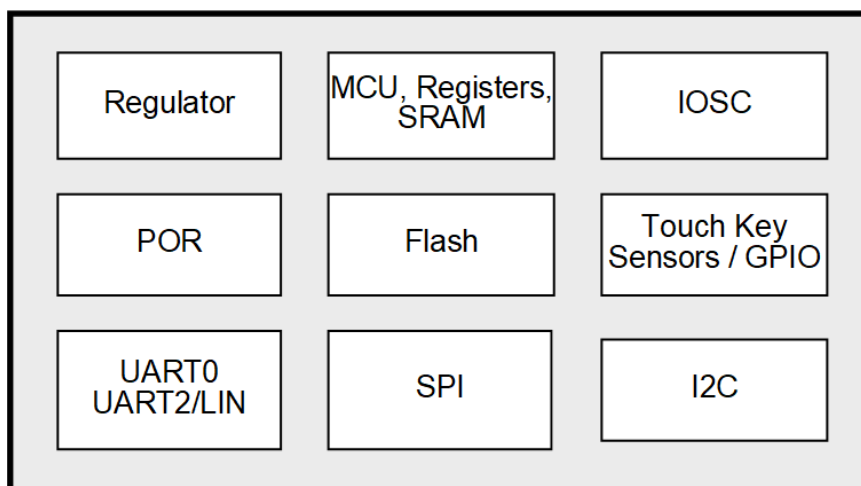 Regulator
MCU, Registers,
SRAM
IOSC
POR
Flash
Touch Key
Sensors / GPIO
UART0
UART2/LIN
SPI
I2C